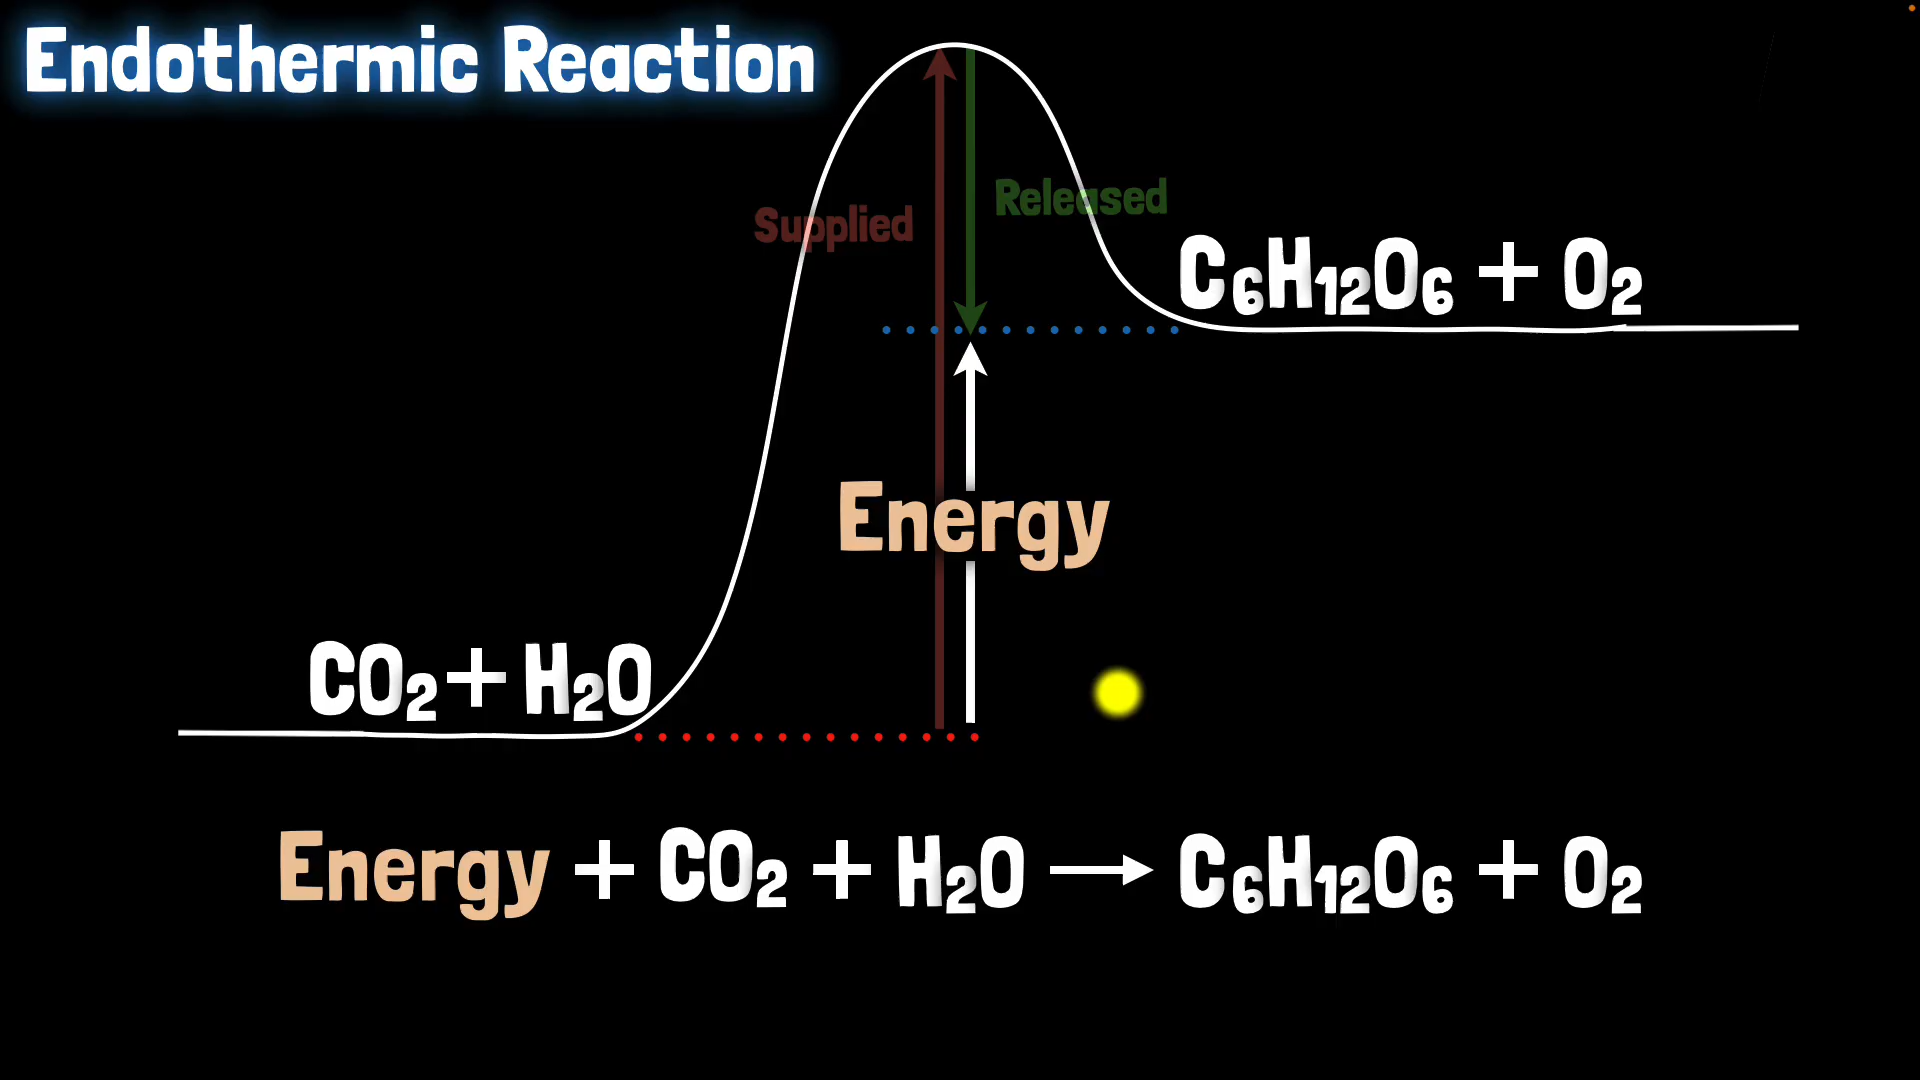 Endothermic Reaction
Supplied
Released
C₆H₁₂O₆ + O₂
Energy
CO₂ + H₂O
Energy + CO₂ + H₂O → C₆H₁₂O₆ + O₂